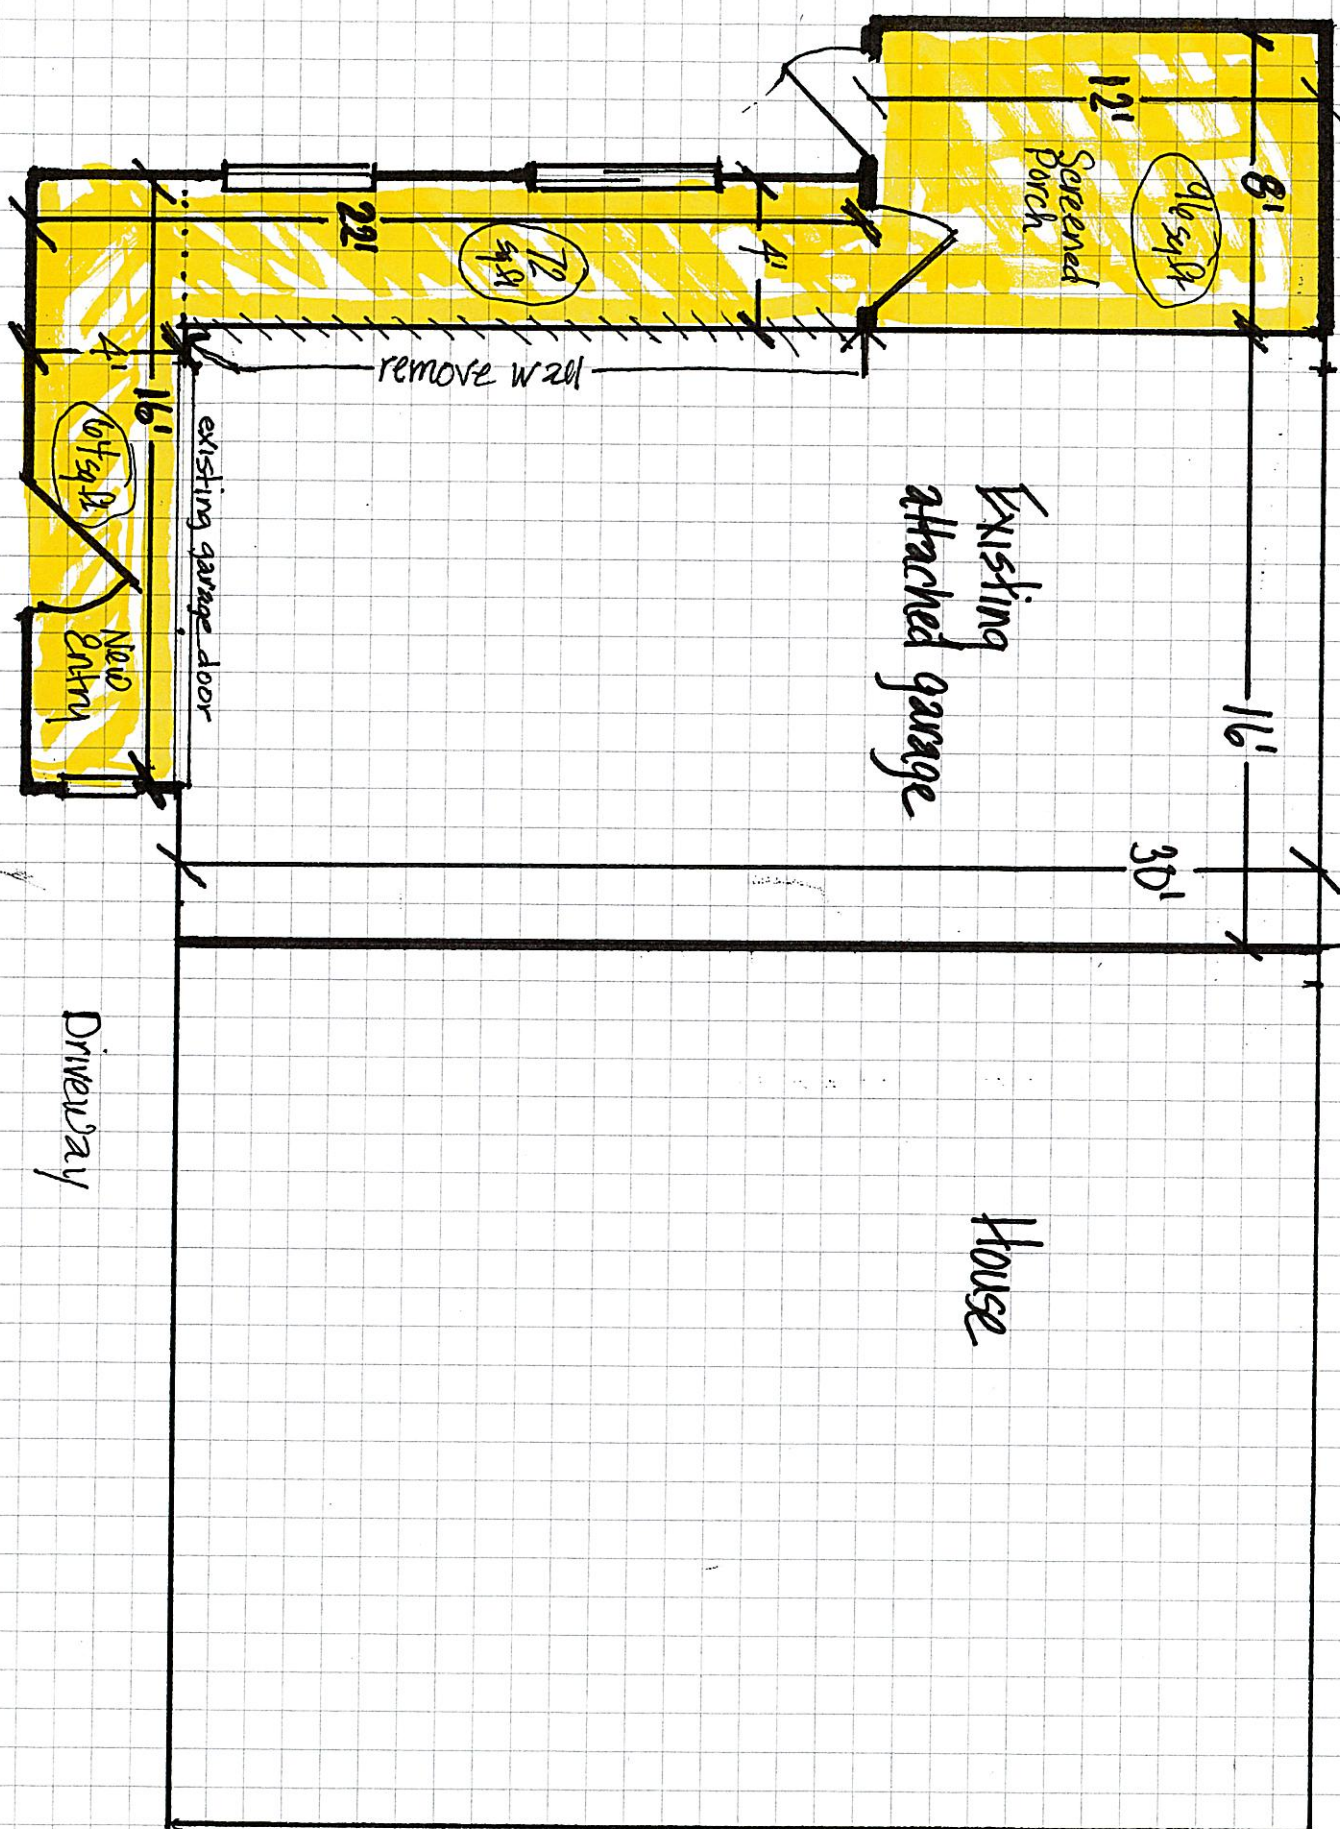 8'
16'
12'
96 sq.ft
Screened
Porch
30'
Existing
attached garage
House
4'
72
sq.ft
22'
remove wall
existing garage door
16'
4'
64 sq.ft
New
Entry
Driveway